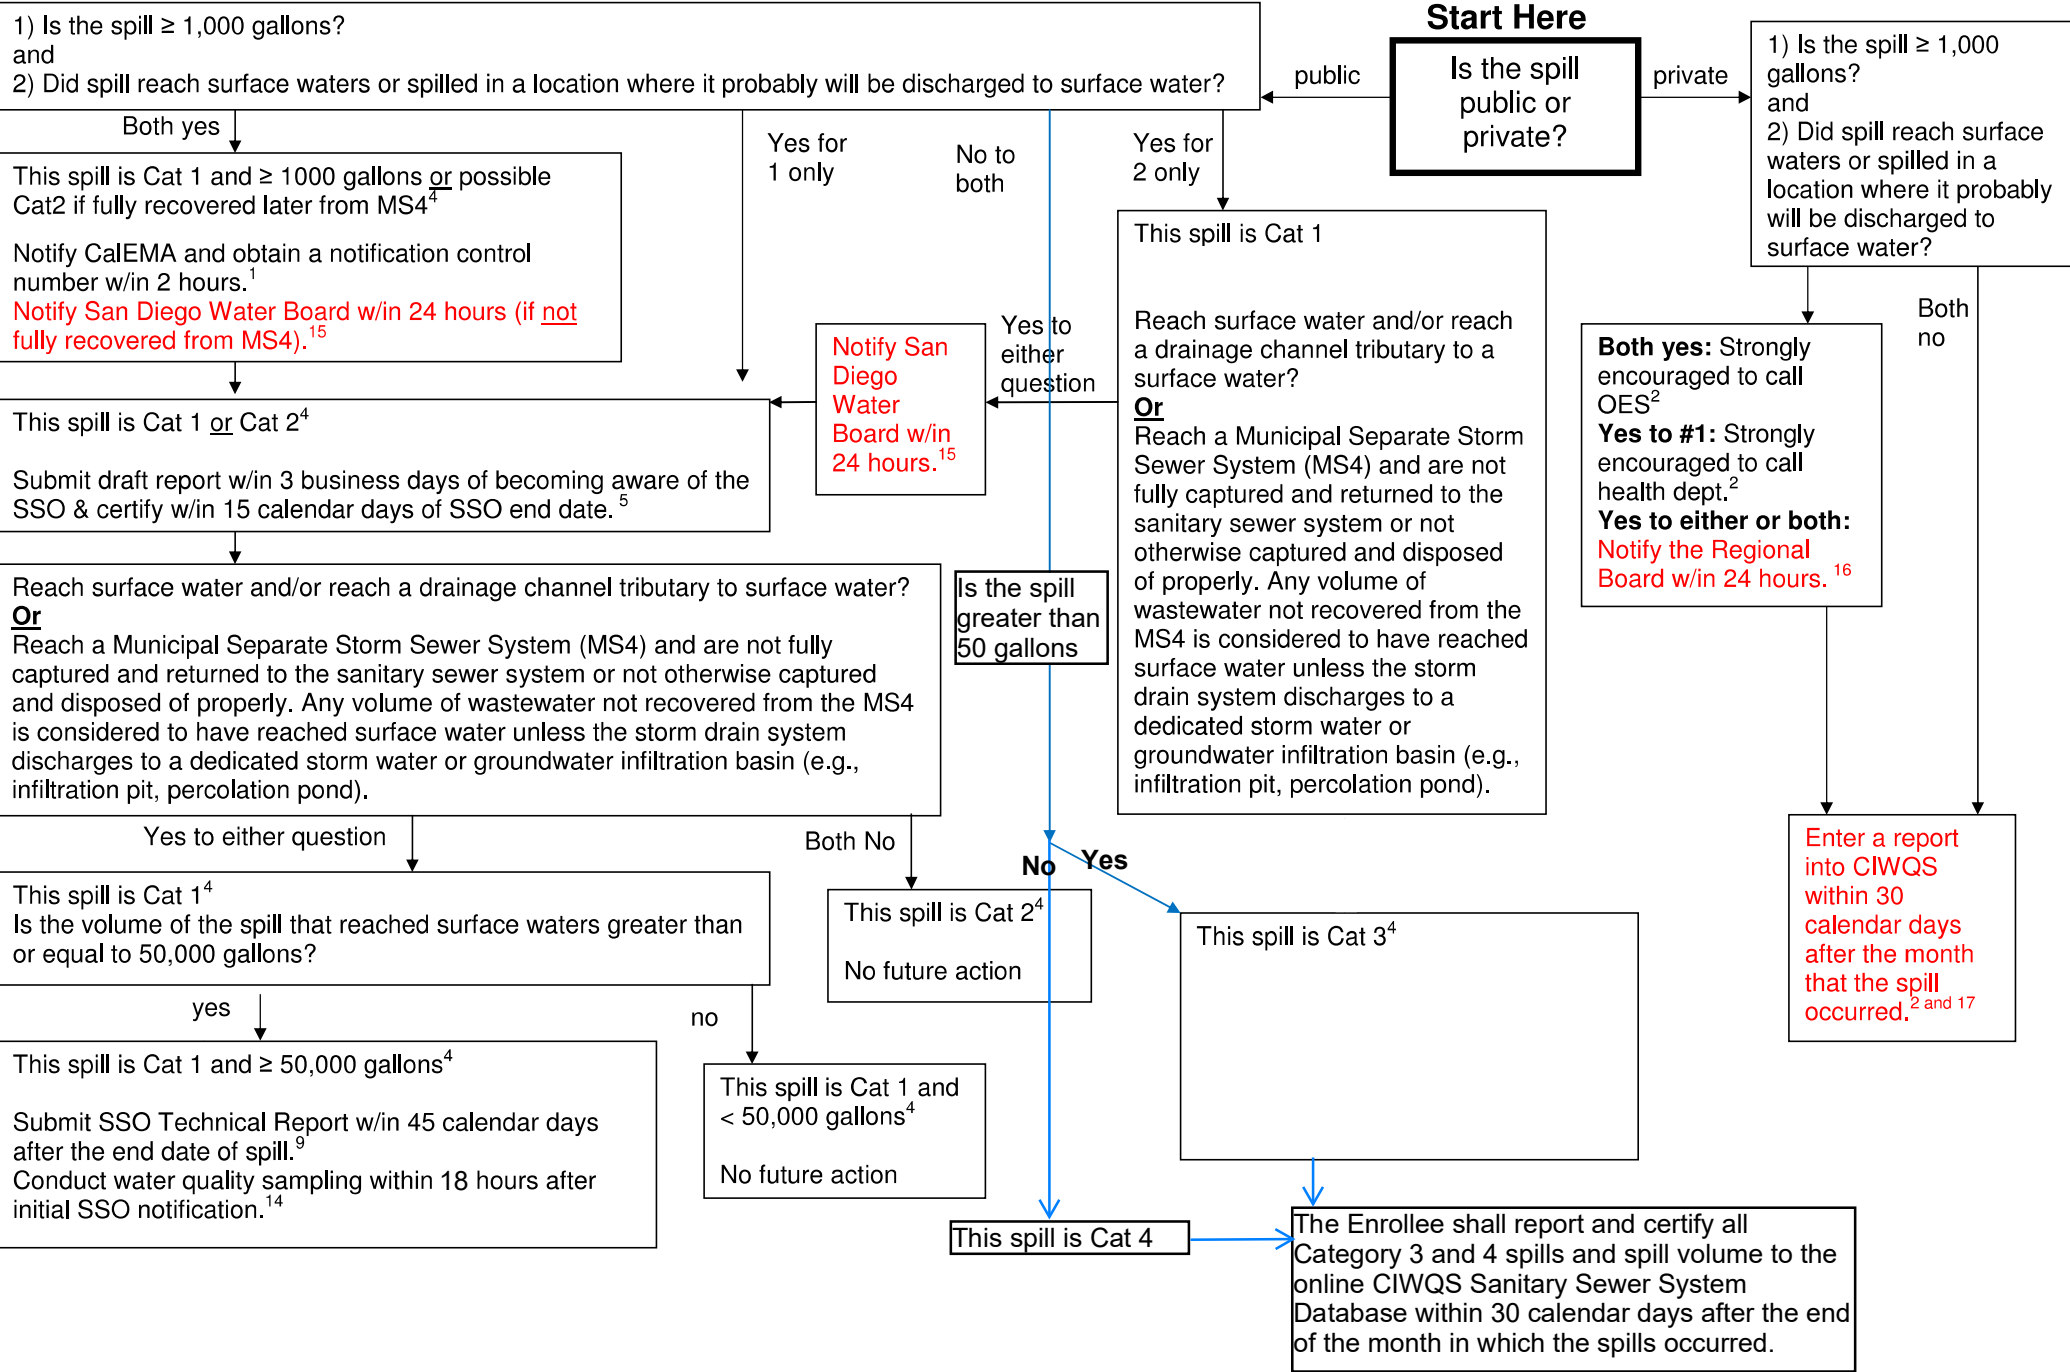 Start Here
Is the spill
public or
private?
public
private
1) Is the spill ≥ 1,000 gallons?
and
2) Did spill reach surface waters or spilled in a location where it probably will be discharged to surface water?
Both yes
Yes for
1 only
No to
both
Yes for
2 only
This spill is Cat 1 and ≥ 1000 gallons or possible
Cat2 if fully recovered later from MS4⁴
Notify CalEMA and obtain a notification control
number w/in 2 hours.¹
Notify San Diego Water Board w/in 24 hours (if not
fully recovered from MS4).¹⁵
This spill is Cat 1 or Cat 2⁴
Submit draft report w/in 3 business days of becoming aware of the
SSO & certify w/in 15 calendar days of SSO end date. ⁵
Notify San
Diego
Water
Board w/in
24 hours.¹⁵
Yes to
either
question
This spill is Cat 1
Reach surface water and/or reach
a drainage channel tributary to a
surface water?
Or
Reach a Municipal Separate Storm
Sewer System (MS4) and are not
fully captured and returned to the
sanitary sewer system or not
otherwise captured and disposed
of properly. Any volume of
wastewater not recovered from the
MS4 is considered to have reached
surface water unless the storm
drain system discharges to a
dedicated storm water or
groundwater infiltration basin (e.g.,
infiltration pit, percolation pond).
Reach surface water and/or reach a drainage channel tributary to surface water?
Or
Reach a Municipal Separate Storm Sewer System (MS4) and are not fully
captured and returned to the sanitary sewer system or not otherwise captured
and disposed of properly. Any volume of wastewater not recovered from the MS4
is considered to have reached surface water unless the storm drain system
discharges to a dedicated storm water or groundwater infiltration basin (e.g.,
infiltration pit, percolation pond).
Is the spill
greater than
50 gallons
Yes to either question
Both No
This spill is Cat 1⁴
Is the volume of the spill that reached surface waters greater than
or equal to 50,000 gallons?
This spill is Cat 2⁴
No future action
No
Yes
This spill is Cat 3⁴
yes
no
This spill is Cat 1 and ≥ 50,000 gallons⁴
Submit SSO Technical Report w/in 45 calendar days
after the end date of spill.⁹
Conduct water quality sampling within 18 hours after
initial SSO notification.¹⁴
This spill is Cat 1 and
< 50,000 gallons⁴
No future action
This spill is Cat 4
The Enrollee shall report and certify all
Category 3 and 4 spills and spill volume to the
online CIWQS Sanitary Sewer System
Database within 30 calendar days after the end
of the month in which the spills occurred.
1) Is the spill ≥ 1,000
gallons?
and
2) Did spill reach surface
waters or spilled in a
location where it probably
will be discharged to
surface water?
Both
no
Both yes: Strongly
encouraged to call
OES²
Yes to #1: Strongly
encouraged to call
health dept.²
Yes to either or both:
Notify the Regional
Board w/in 24 hours. ¹⁶
Enter a report
into CIWQS
within 30
calendar days
after the month
that the spill
occurred.² ᵃⁿᵈ ¹⁷